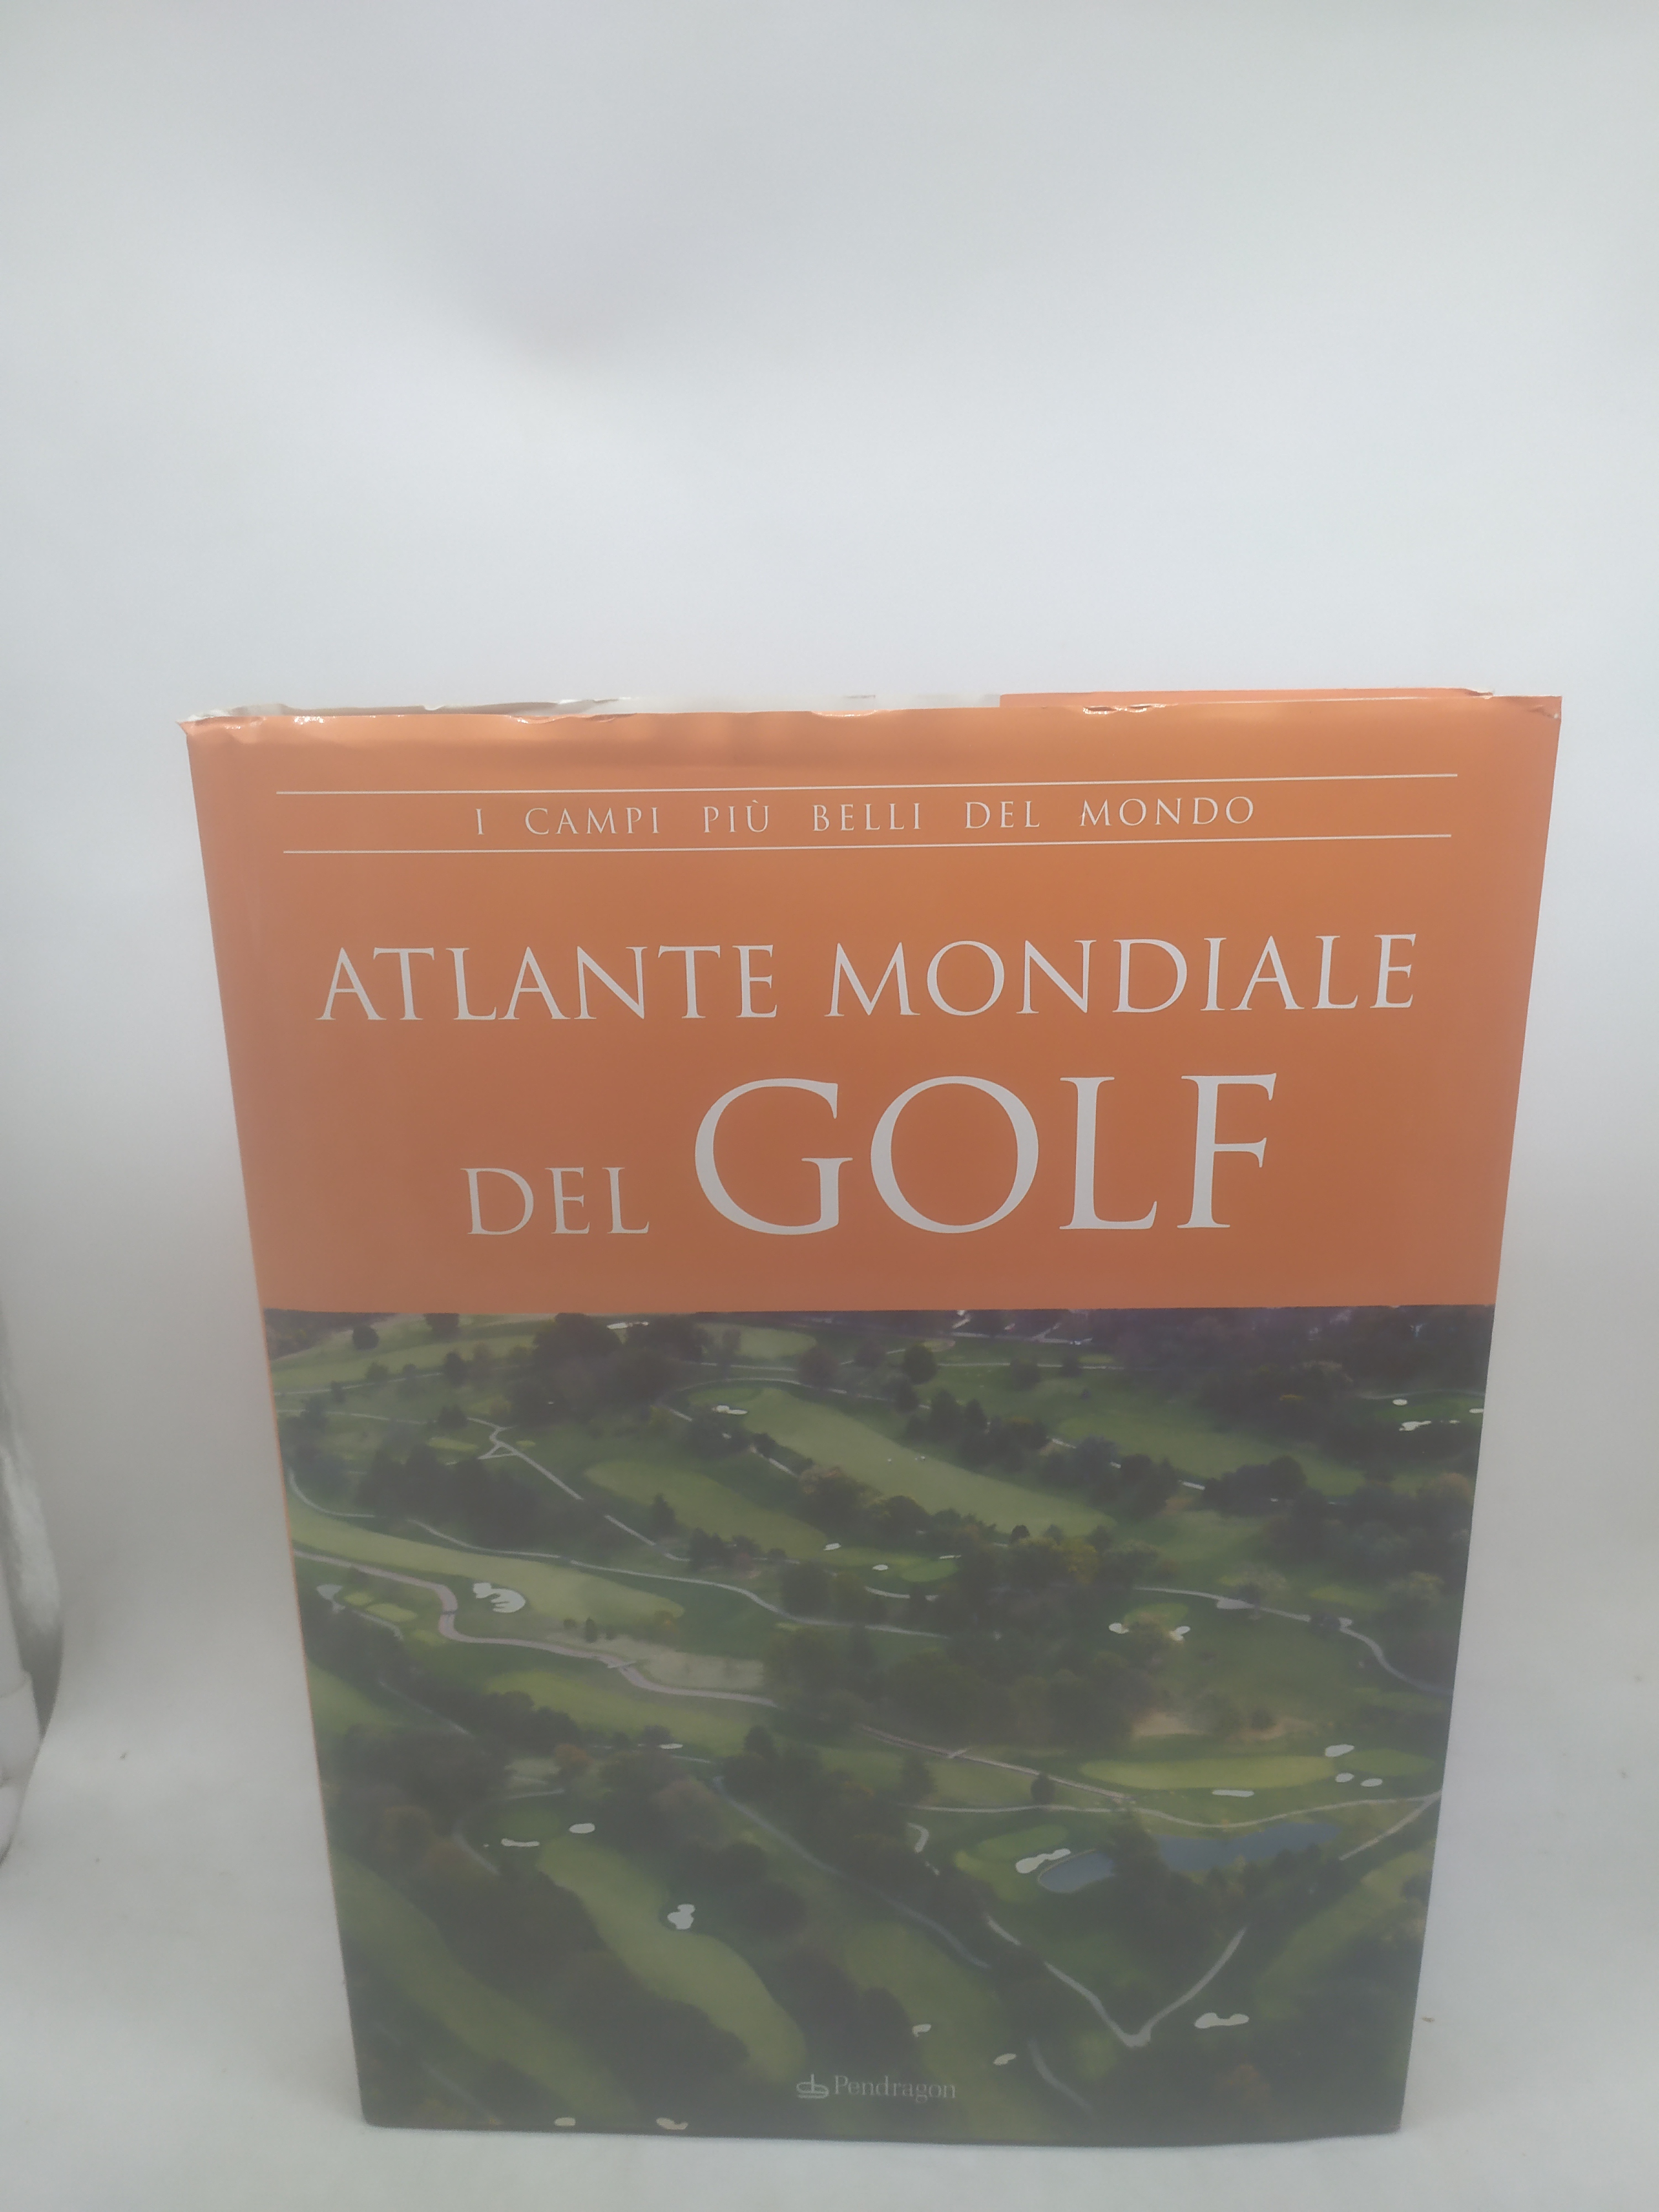 I CAMPI PIÙ BELLI DEL MONDO
ATLANTE MONDIALE
DEL GOLF
Pendragon